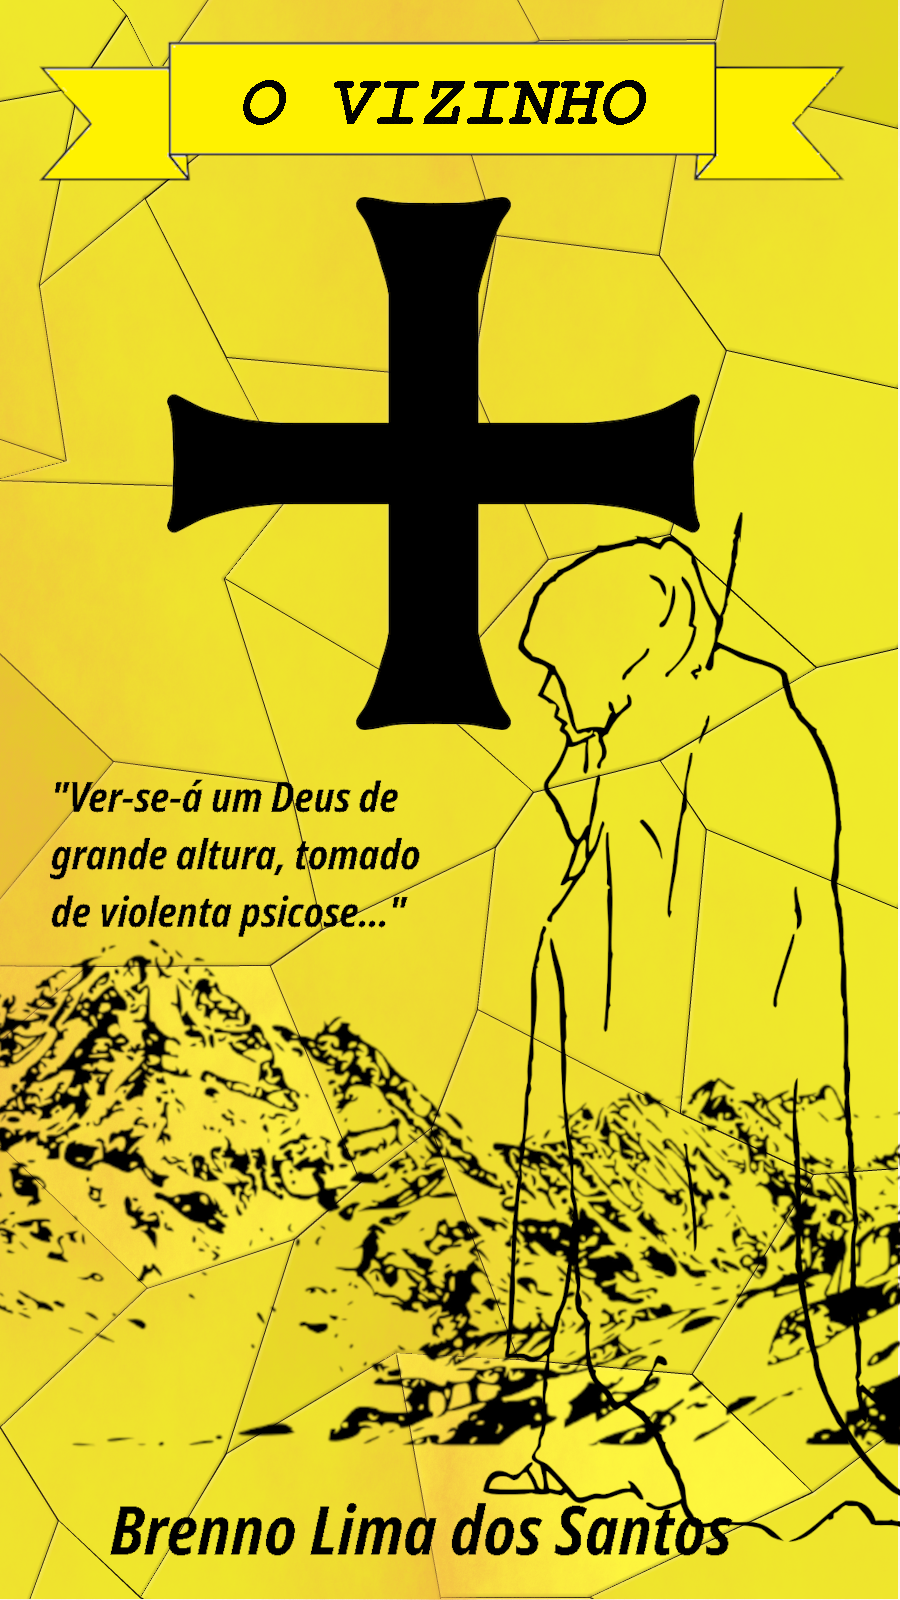 O VIZINHO
"Ver-se-á um Deus de
grande altura, tomado
de violenta psicose..."
Brenno Lima dos Santos